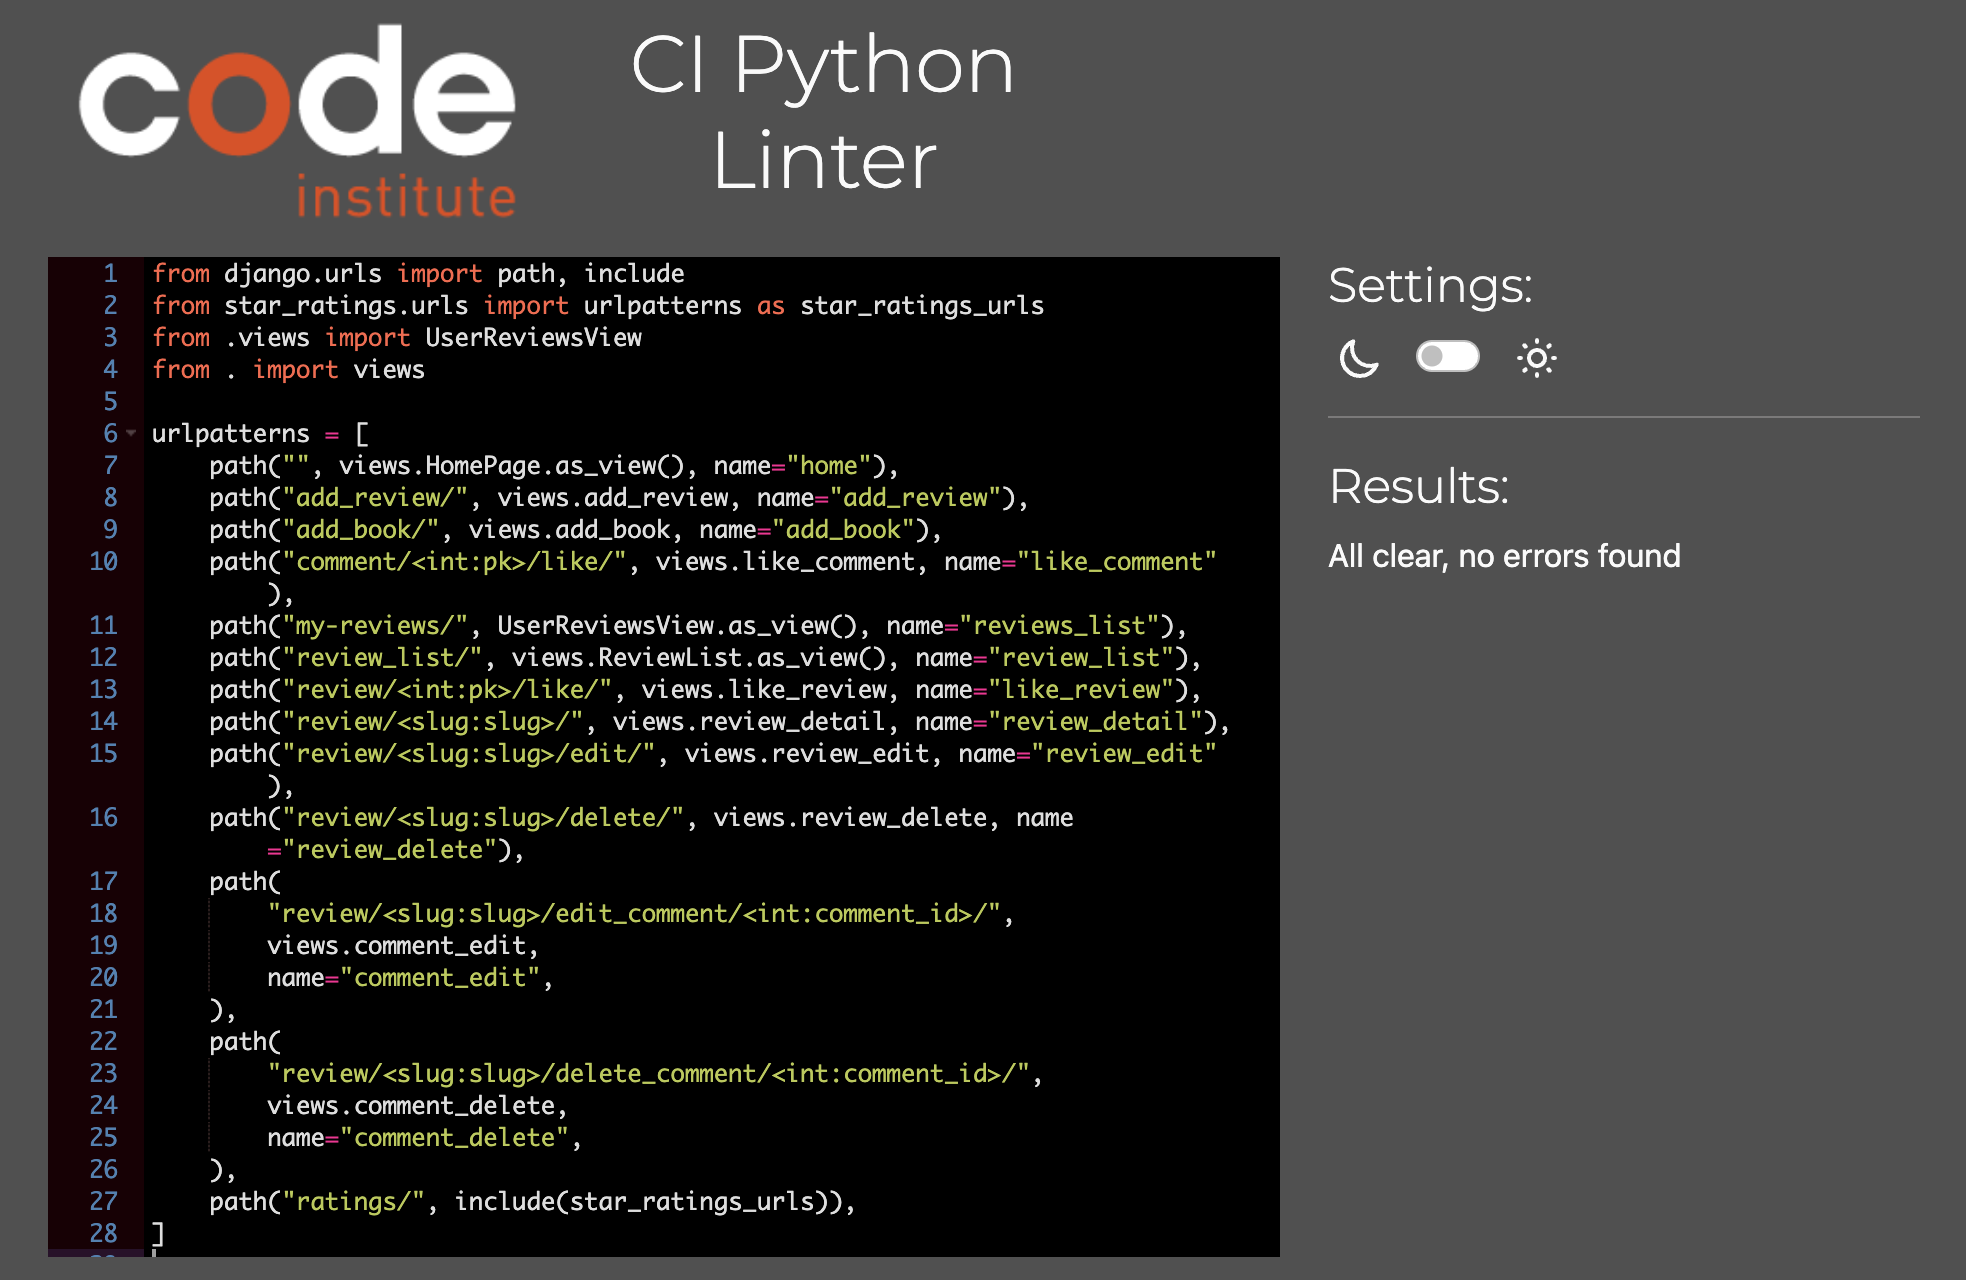 code
institute
CI Python
Linter
1 from django.urls import path, include
2 from star_ratings.urls import urlpatterns as star_ratings_urls
3 from .views import UserReviewsView
4 from . import views
5
6 urlpatterns = [
7     path("", views.HomePage.as_view(), name="home"),
8     path("add_review/", views.add_review, name="add_review"),
9     path("add_book/", views.add_book, name="add_book"),
10     path("comment/<int:pk>/like/", views.like_comment, name="like_comment"
        ),
11     path("my-reviews/", UserReviewsView.as_view(), name="reviews_list"),
12     path("review_list/", views.ReviewList.as_view(), name="review_list"),
13     path("review/<int:pk>/like/", views.like_review, name="like_review"),
14     path("review/<slug:slug>/", views.review_detail, name="review_detail"),
15     path("review/<slug:slug>/edit/", views.review_edit, name="review_edit"
        ),
16     path("review/<slug:slug>/delete/", views.review_delete, name
        ="review_delete"),
17     path(
18         "review/<slug:slug>/edit_comment/<int:comment_id>/",
19         views.comment_edit,
20         name="comment_edit",
21     ),
22     path(
23         "review/<slug:slug>/delete_comment/<int:comment_id>/",
24         views.comment_delete,
25         name="comment_delete",
26     ),
27     path("ratings/", include(star_ratings_urls)),
28 ]
Settings:
Results:
All clear, no errors found